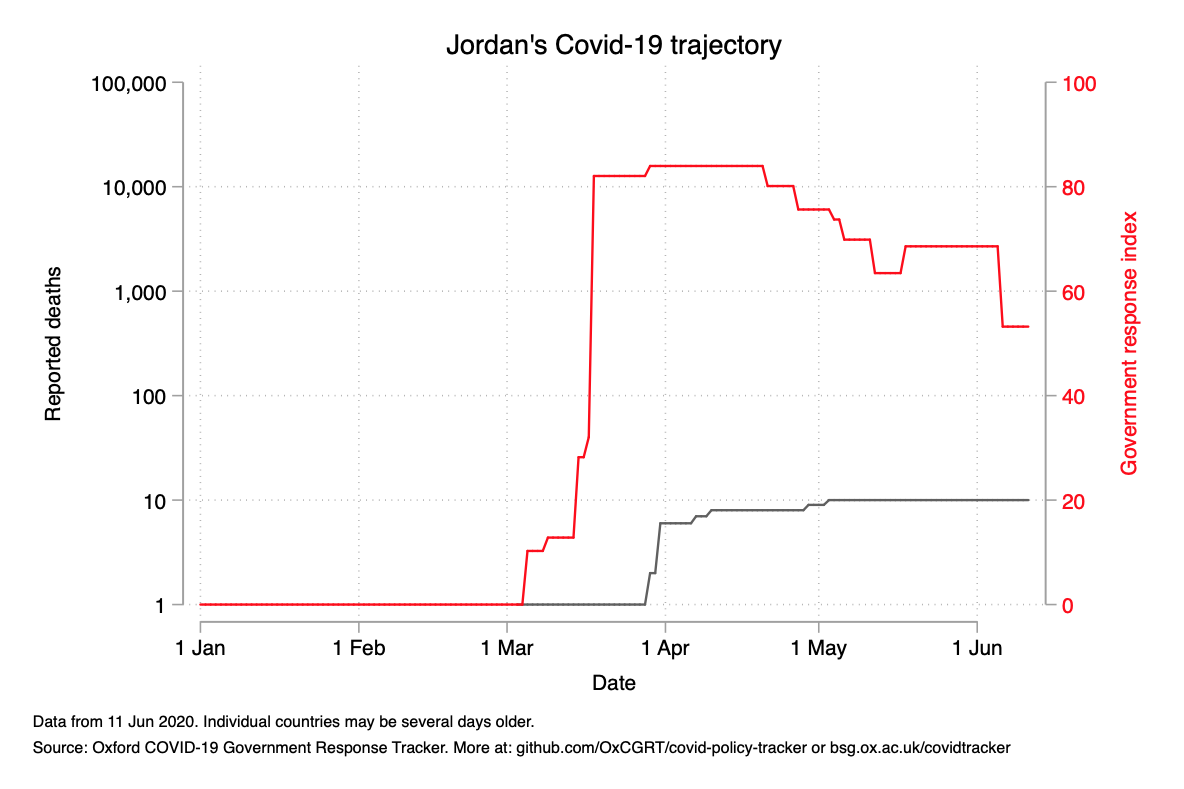 Jordan's Covid-19 trajectory
100,000
10,000
1,000
100
10
1
Reported deaths
100
80
60
40
20
0
Government response index
1 Jan
1 Feb
1 Mar
1 Apr
1 May
1 Jun
Date
Data from 11 Jun 2020. Individual countries may be several days older.
Source: Oxford COVID-19 Government Response Tracker. More at: github.com/OxCGRT/covid-policy-tracker or bsg.ox.ac.uk/covidtracker